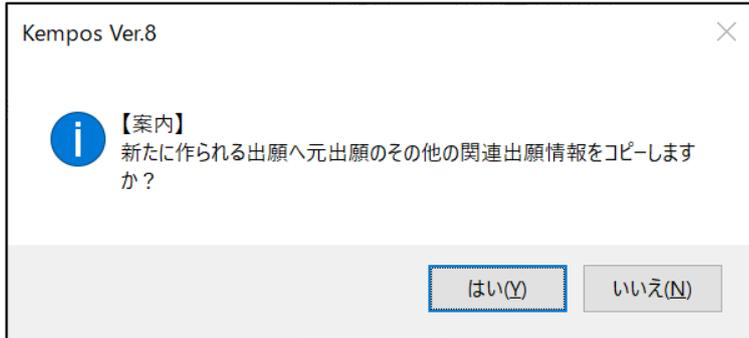 Kempos Ver.8
【案内】
新たに作られる出願へ元出願のその他の関連出願情報をコピーします
か？
はい(Y)
いいえ(N)